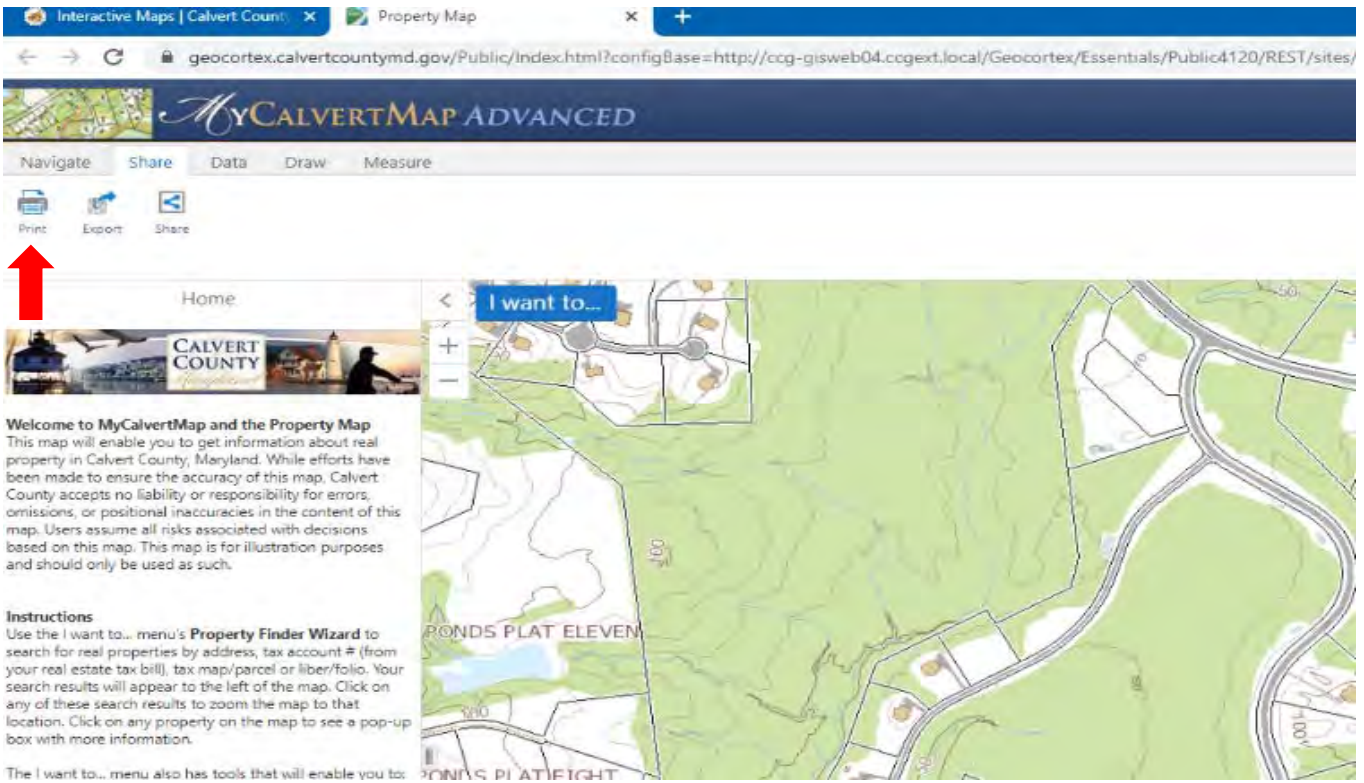 Interactive Maps | Calvert County
Property Map
geocortex.calvertcountymd.gov/Public/Index.html?configBase=http://ccg-gisweb04.ccgext.local/Geocortex/Essentials/Public4120/REST/sites/
MYCALVERTMAP ADVANCED
Navigate Share Data Draw Measure
Print Export Share
Home
I want to...
CALVERT
COUNTY
Welcome to MyCalvertMap and the Property Map
This map will enable you to get information about real
property in Calvert County, Maryland. While efforts have
been made to ensure the accuracy of this map, Calvert
County accepts no liability or responsibility for errors,
omissions, or positional inaccuracies in the content of this
map. Users assume all risks associated with decisions
based on this map. This map is for illustration purposes
and should only be used as such.
Instructions
Use the I want to... menu's Property Finder Wizard to
search for real properties by address, tax account # (from
your real estate tax bill), tax map/parcel or liber/folio. Your
search results will appear to the left of the map. Click on
any of these search results to zoom the map to that
location. Click on any property on the map to see a pop-up
box with more information.
The I want to... menu also has tools that will enable you to:
50
100
PONDS PLAT ELEVEN
100
PONDS PLAT EIGHT